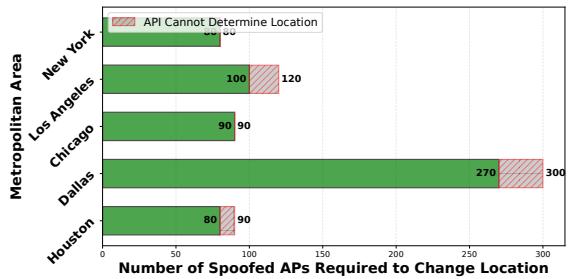 API Cannot Determine Location
80 80
New York
100 120
Los Angeles
90 90
Chicago
270 300
Dallas
80 90
Houston
Metropolitan Area
0 50 100 150 200 250 300
Number of Spoofed APs Required to Change Location